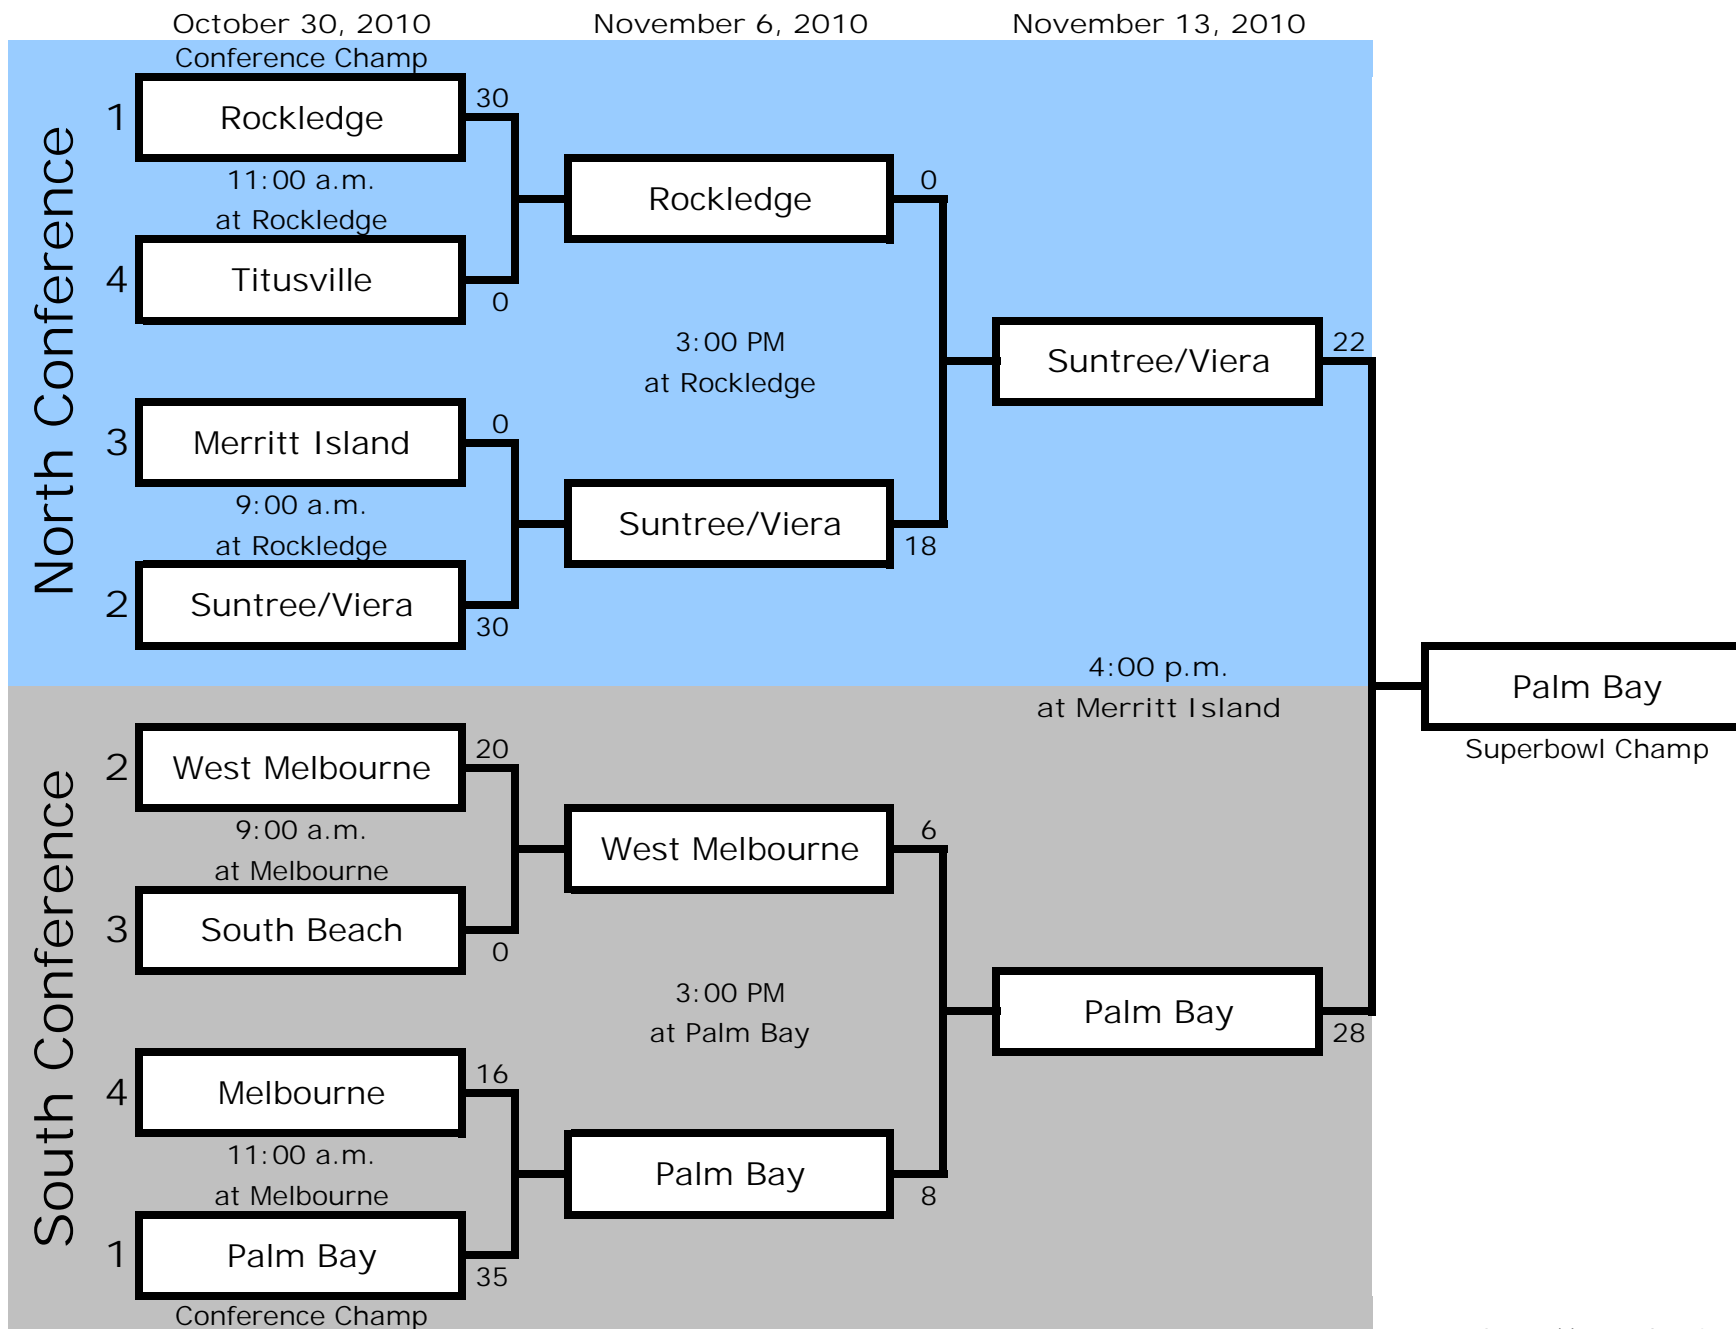 October 30, 2010
November 6, 2010
November 13, 2010
North Conference
Conference Champ
1
Rockledge
30
11:00 a.m.
at Rockledge
4
Titusville
0
3
Merritt Island
0
9:00 a.m.
at Rockledge
2
Suntree/Viera
30
Rockledge
0
3:00 PM
at Rockledge
Suntree/Viera
18
Suntree/Viera
22
4:00 p.m.
at Merritt Island
Palm Bay
Superbowl Champ
South Conference
2
West Melbourne
20
9:00 a.m.
at Melbourne
3
South Beach
0
4
Melbourne
16
11:00 a.m.
at Melbourne
1
Palm Bay
35
Conference Champ
West Melbourne
6
3:00 PM
at Palm Bay
Palm Bay
8
Palm Bay
28